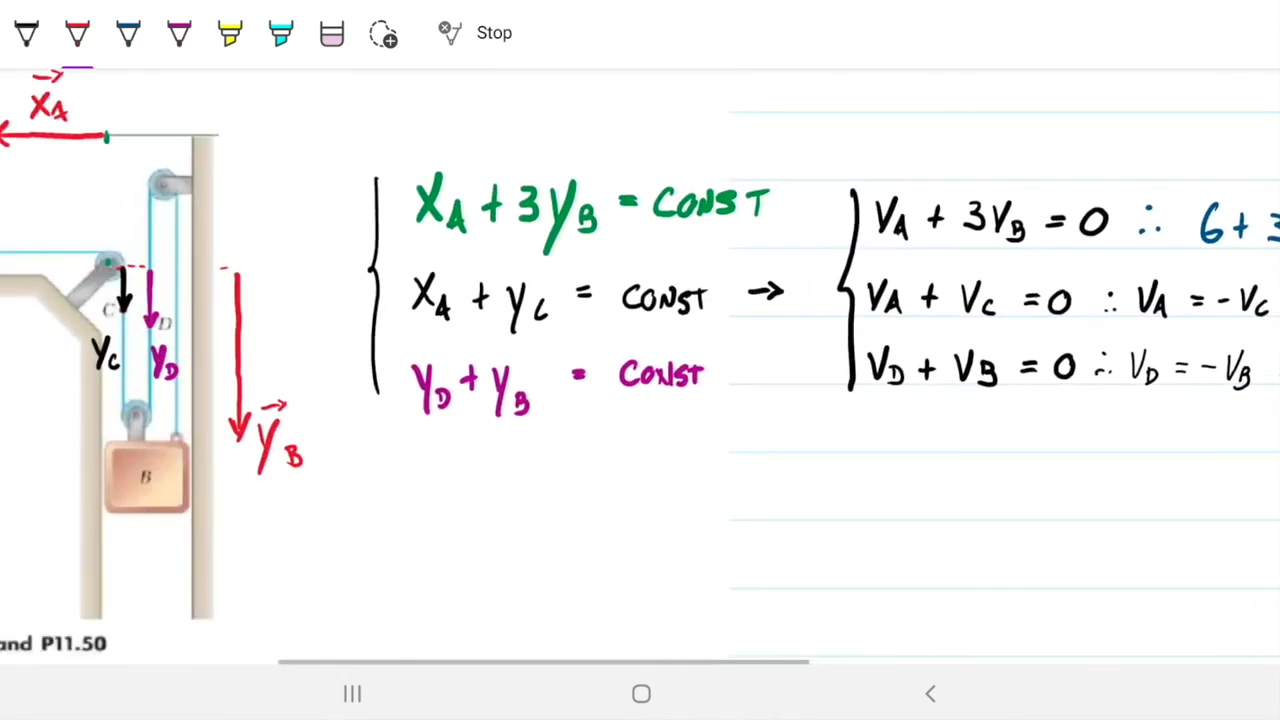 Stop
XA
XA + 3YB = CONST
VA + 3VB = 0 ∴ 6+3
XA + YC = CONST →
VA + VC = 0 ∴ VA = -VC
C
D
YC
YD
YD + YB = CONST
VD + VB = 0 ∴ VD = -VB
YB
B
and P11.50